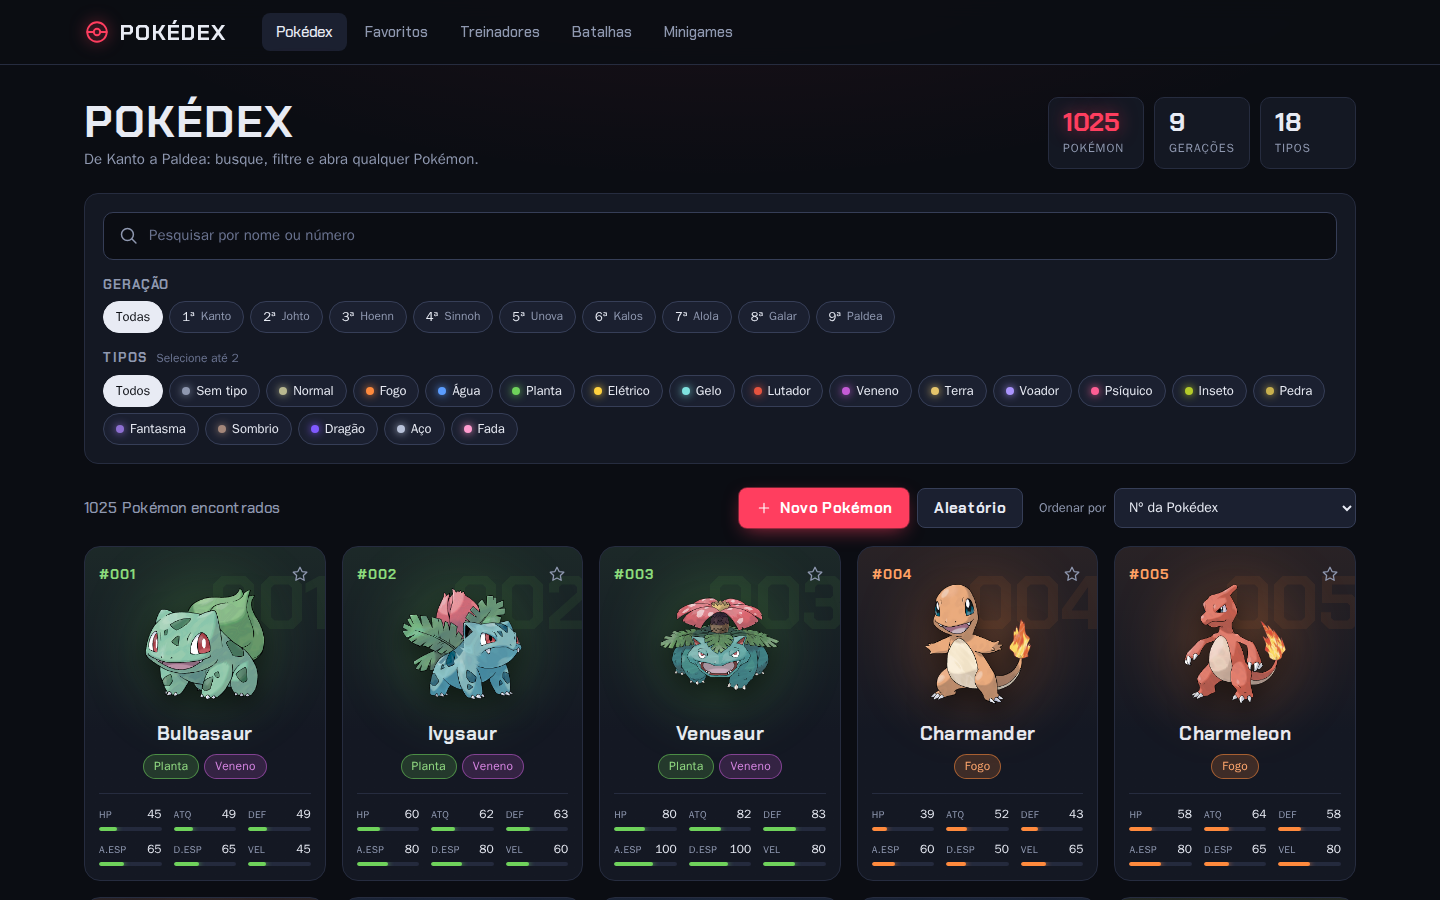 POKÉDEX Pokédex Favoritos Treinadores Batalhas Minigames
POKÉDEX
De Kanto a Paldea: busque, filtre e abra qualquer Pokémon.
1025 POKÉMON
9 GERAÇÕES
18 TIPOS
Pesquisar por nome ou número
GERAÇÃO
Todas 1ª Kanto 2ª Johto 3ª Hoenn 4ª Sinnoh 5ª Unova 6ª Kalos 7ª Alola 8ª Galar 9ª Paldea
TIPOS Selecione até 2
Todos Sem tipo Normal Fogo Água Planta Elétrico Gelo Lutador Veneno Terra Voador Psíquico Inseto Pedra
Fantasma Sombrio Dragão Aço Fada
1025 Pokémon encontrados
+ Novo Pokémon Aleatório Ordenar por Nº da Pokédex
#001
001
Bulbasaur
Planta Veneno
HP 45 ATQ 49 DEF 49
A.ESP 65 D.ESP 65 VEL 45
#002
002
Ivysaur
Planta Veneno
HP 60 ATQ 62 DEF 63
A.ESP 80 D.ESP 80 VEL 60
#003
003
Venusaur
Planta Veneno
HP 80 ATQ 82 DEF 83
A.ESP 100 D.ESP 100 VEL 80
#004
004
Charmander
Fogo
HP 39 ATQ 52 DEF 43
A.ESP 60 D.ESP 50 VEL 65
#005
005
Charmeleon
Fogo
HP 58 ATQ 64 DEF 58
A.ESP 80 D.ESP 65 VEL 80